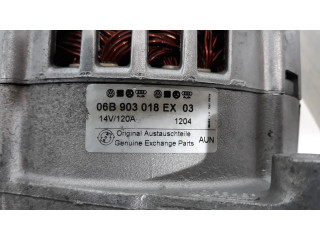 06B 903 018 EX 03
14V/120A 1204
Original Austauschteile
Genuine Exchange Parts AUN